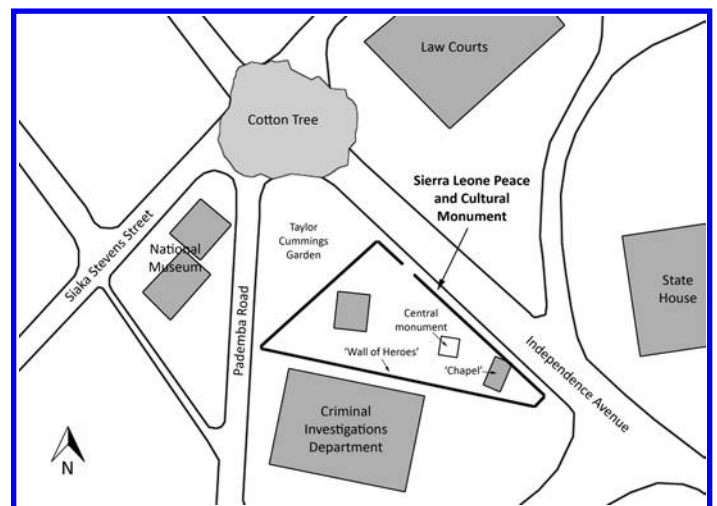 Law Courts
Cotton Tree
Sierra Leone Peace
and Cultural
Monument
Taylor
Cummings
Garden
Siaka Stevens Street
National
Museum
State
House
Pademba Road
Central
monument
Independence Avenue
'Wall of Heroes'
'Chapel'
Criminal
Investigations
Department
N